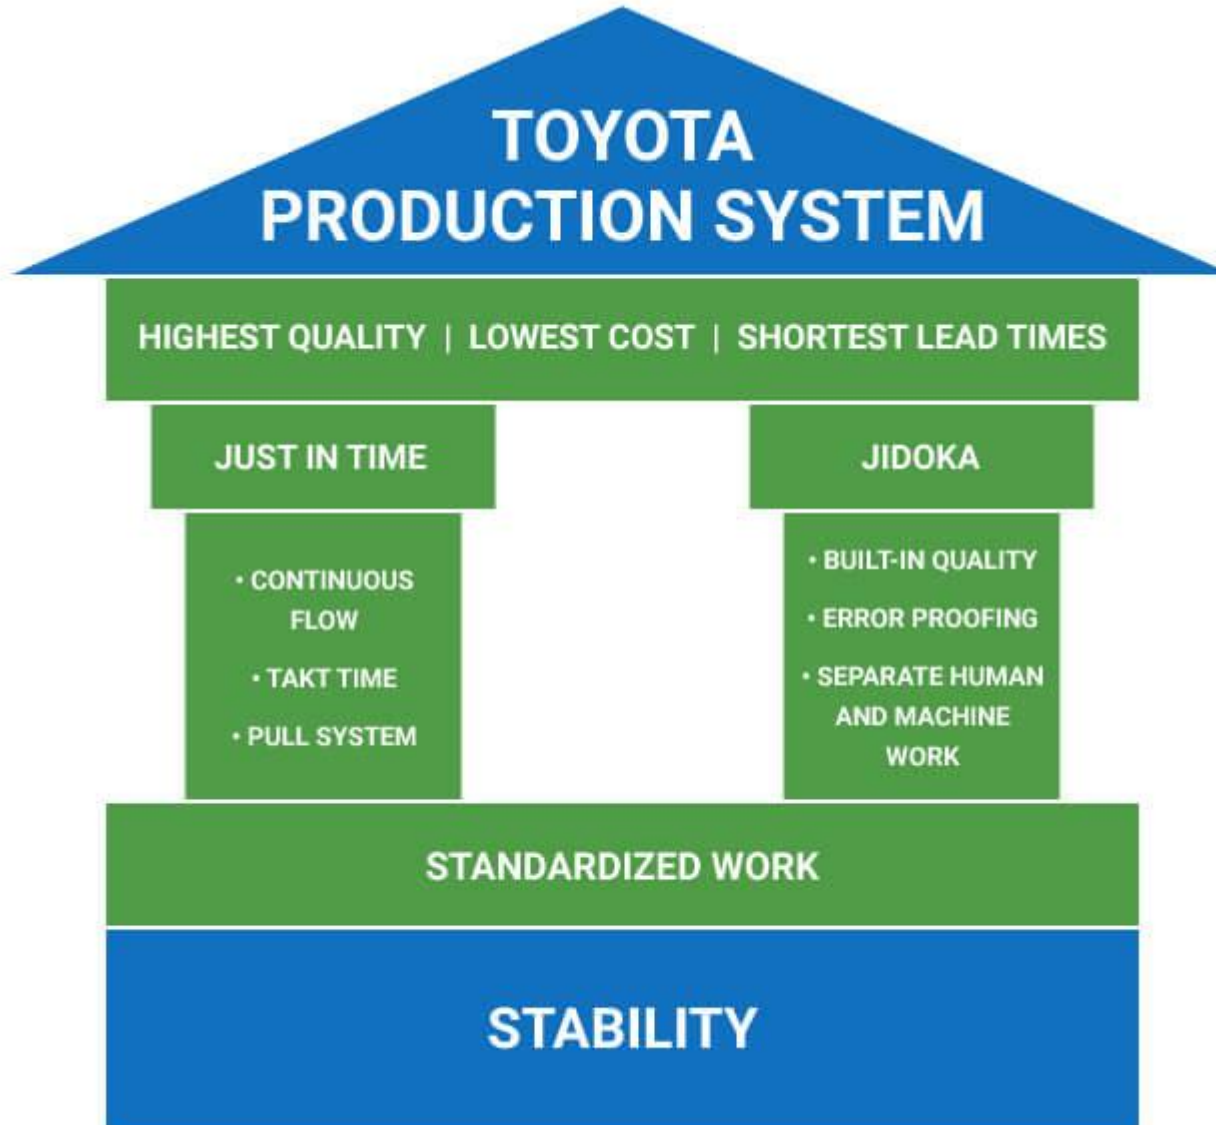 TOYOTA
PRODUCTION SYSTEM
HIGHEST QUALITY | LOWEST COST | SHORTEST LEAD TIMES
JUST IN TIME
• CONTINUOUS
FLOW
• TAKT TIME
• PULL SYSTEM
JIDOKA
• BUILT-IN QUALITY
• ERROR PROOFING
• SEPARATE HUMAN
AND MACHINE
WORK
STANDARDIZED WORK
STABILITY